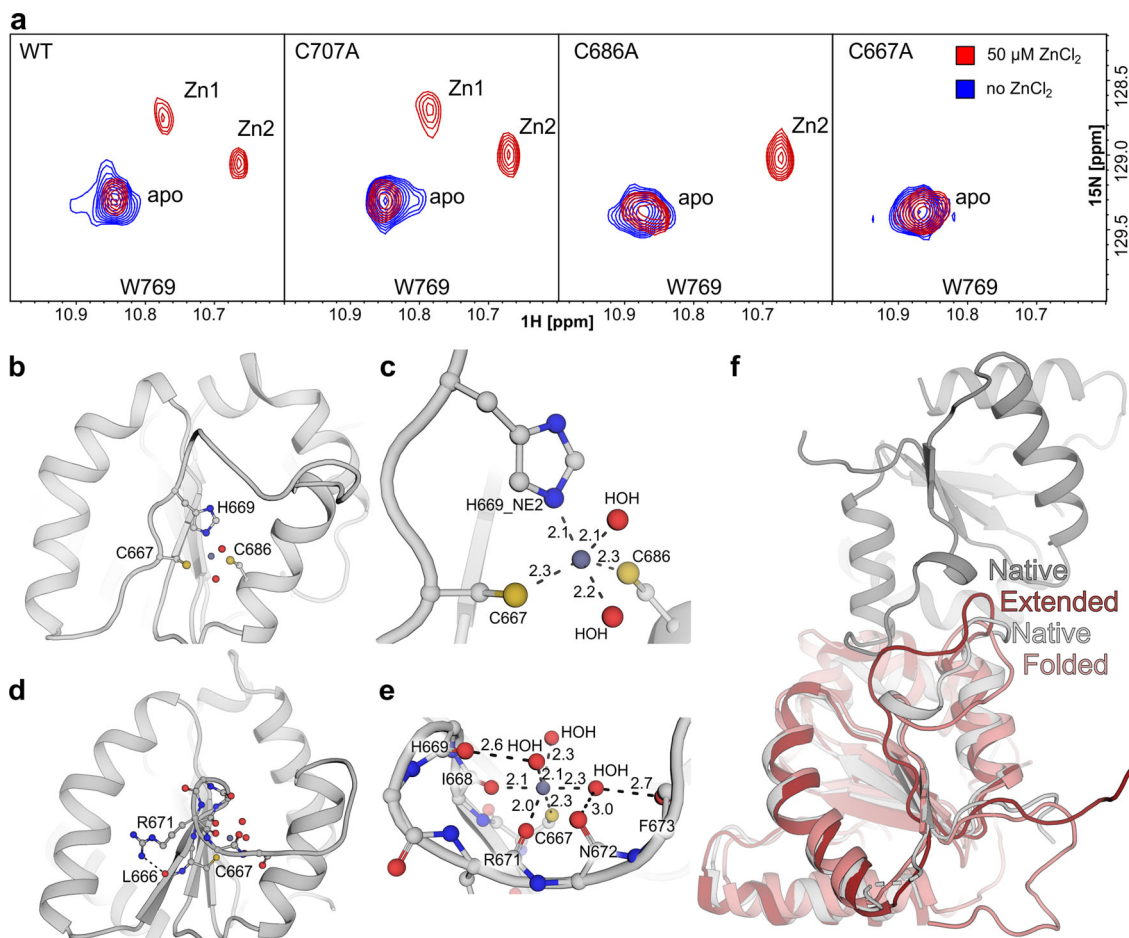 a
WT
C707A
C686A
C667A
50 µM ZnCl₂
no ZnCl₂
Zn1
Zn2
apo
W769
Zn1
Zn2
apo
W769
Zn2
apo
W769
apo
W769
128.5
129.0
129.5
15N [ppm]
10.9 10.8 10.7
10.9 10.8 10.7
10.9 10.8 10.7
10.9 10.8 10.7
1H [ppm]
b
H669
C667
C686
c
H669_NE2
HOH
2.1
2.1
2.3
C686
2.3
2.2
C667
HOH
d
R671
L666
C667
e
H669
2.6
HOH
HOH
2.3
I668
2.1
2.1
2.3
HOH
2.7
2.0
2.3
3.0
C667
F673
R671
N672
f
Native
Extended
Native
Folded